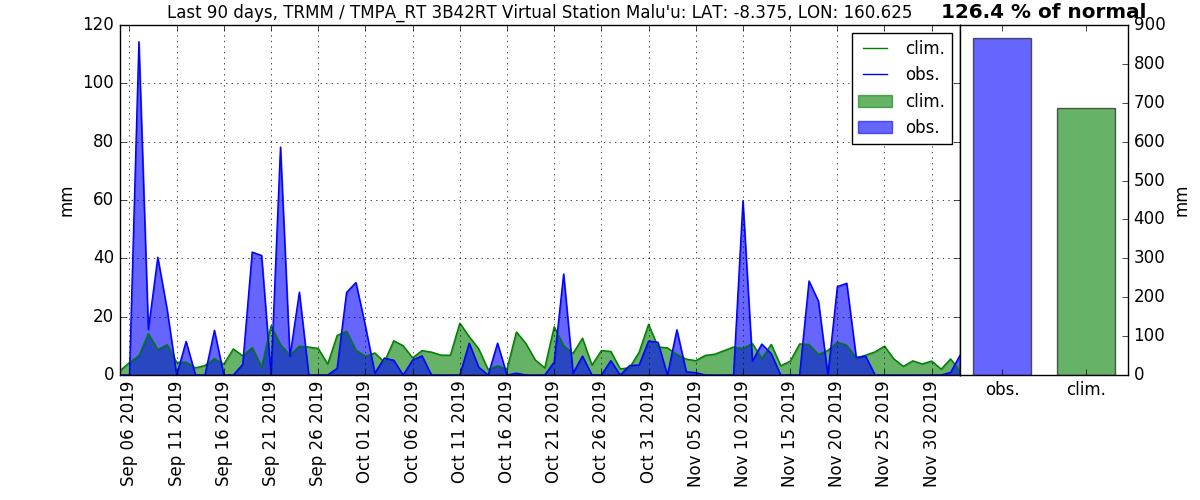 Last 90 days, TRMM / TMPA_RT 3B42RT Virtual Station Malu'u: LAT: -8.375, LON: 160.625
126.4 % of normal
120
100
80
60
40
20
0
mm
clim.
obs.
clim.
obs.
900
800
700
600
500
400
300
200
100
0
mm
obs.
clim.
Sep 06 2019
Sep 11 2019
Sep 16 2019
Sep 21 2019
Sep 26 2019
Oct 01 2019
Oct 06 2019
Oct 11 2019
Oct 16 2019
Oct 21 2019
Oct 26 2019
Oct 31 2019
Nov 05 2019
Nov 10 2019
Nov 15 2019
Nov 20 2019
Nov 25 2019
Nov 30 2019